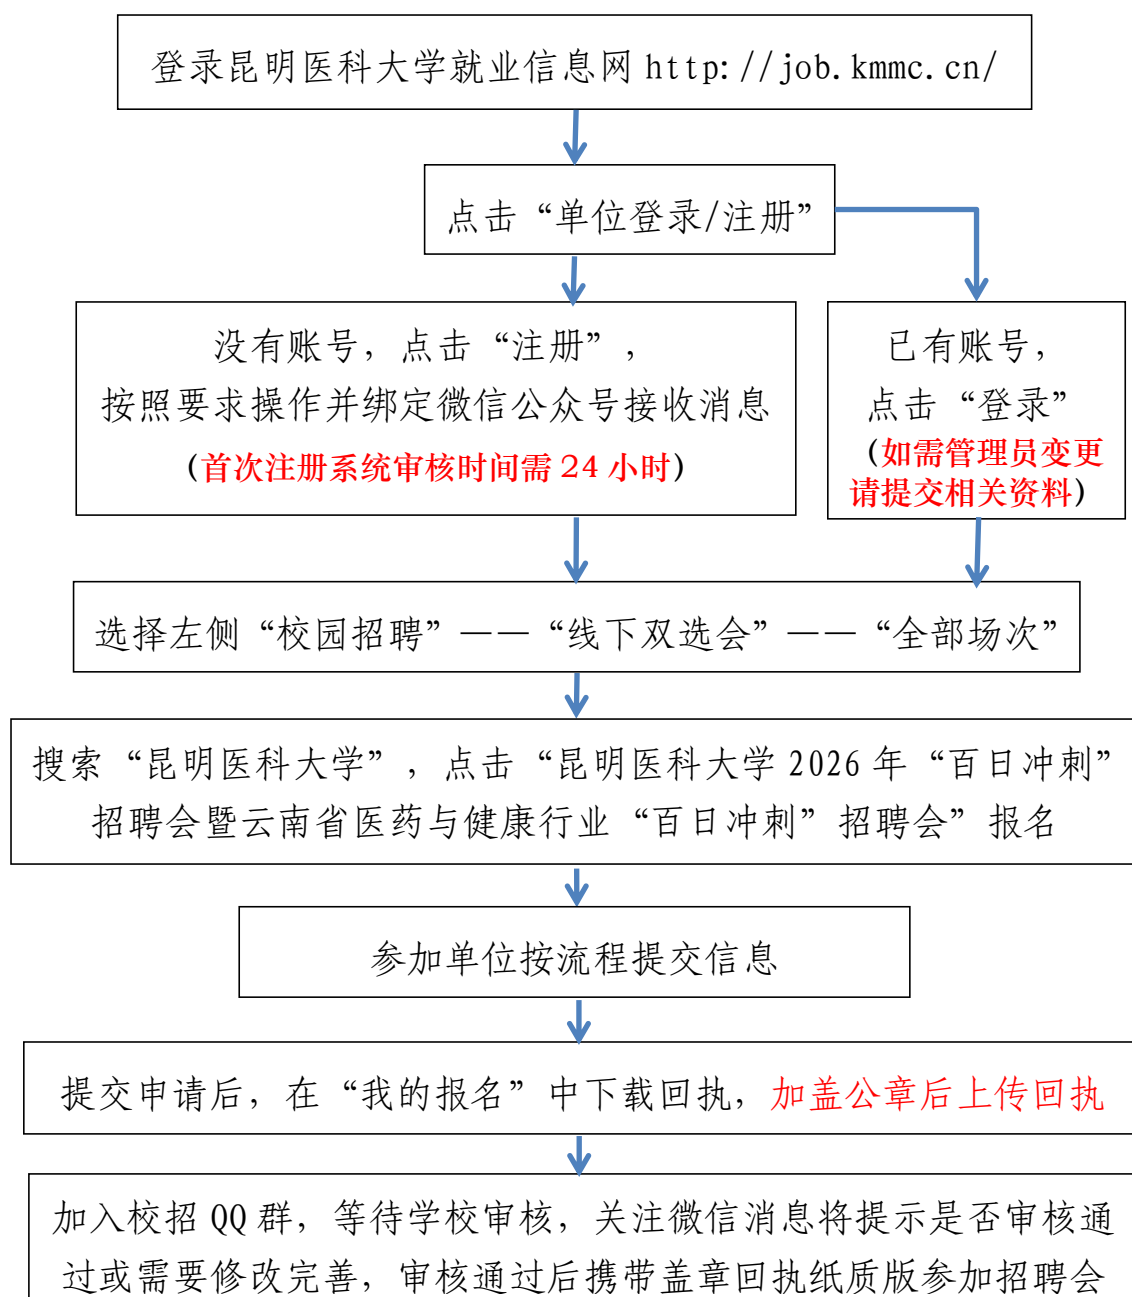 登录昆明医科大学就业信息网 http://job.kmmc.cn/
点击“单位登录/注册”
没有账号，点击“注册”，
按照要求操作并绑定微信公众号接收消息
（首次注册系统审核时间需 24 小时）
已有账号，
点击“登录”
（如需管理员变更
请提交相关资料）
选择左侧“校园招聘”——“线下双选会”——“全部场次”
搜索“昆明医科大学”，点击“昆明医科大学 2026 年“百日冲刺”
招聘会暨云南省医药与健康行业“百日冲刺”招聘会”报名
参加单位按流程提交信息
提交申请后，在“我的报名”中下载回执，加盖公章后上传回执
加入校招 QQ 群，等待学校审核，关注微信消息将提示是否审核通
过或需要修改完善，审核通过后携带盖章回执纸质版参加招聘会